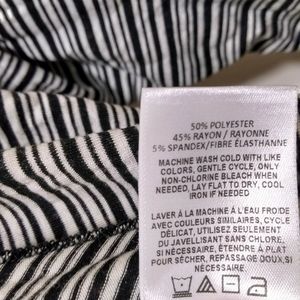 50% POLYESTER
45% RAYON / RAYONNE
5% SPANDEX/FIBRE ÉLASTHANNE
MACHINE WASH COLD WITH LIKE
COLORS, GENTLE CYCLE, ONLY
NON-CHLORINE BLEACH WHEN
NEEDED, LAY FLAT TO DRY, COOL
IRON IF NEEDED
LAVER À LA MACHINE À L'EAU FROIDE
AVEC COULEURS SIMILAIRES, CYCLE
DÉLICAT, UTILISEZ SEULEMENT
DU JAVELLISANT SANS CHLORE,
SI NÉCESSAIRE, ÉTENDRE À PLAT
POUR SÉCHER, REPASSAGE DOUX,SI
NÉCESSAIRE